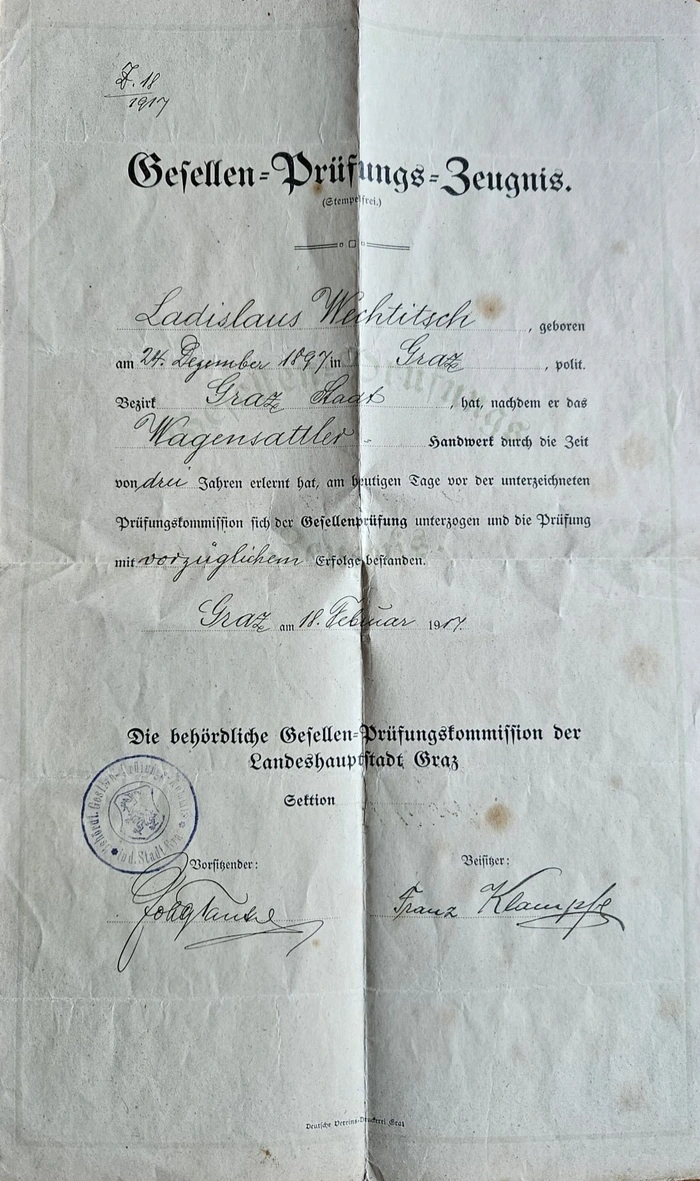 Z. 18
1917
Gesellen-Prüfungs-Zeugnis.
(Stempelfrei.)
Ladislaus Wechtitsch, geboren
am 24. Dezember 1897 in Graz, polit.
Bezirk Graz Stadt, hat, nachdem er das
Wagensattler- Handwerk durch die Zeit
von drei Jahren erlernt hat, am heutigen Tage vor der unterzeichneten
Prüfungskommission sich der Gesellenprüfung unterzogen und die Prüfung
mit vorzüglichem Erfolge bestanden.
Graz am 18. Februar 1917.
Die behördliche Gesellen-Prüfungskommission der
Landeshauptstadt Graz
Sektion
Vorsitzender: Beisitzer:
Franz Klampfl
Deutsche Vereins-Druckerei Graz